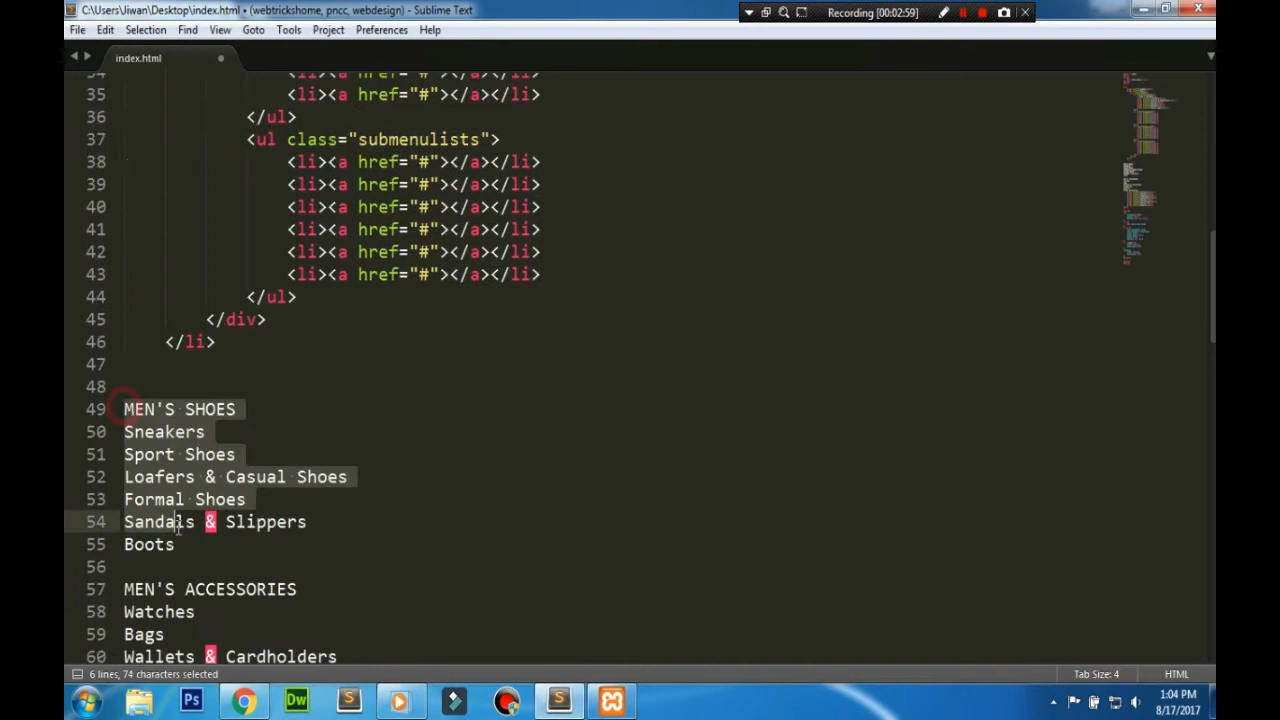 C:\Users\Jiwan\Desktop\index.html • (webtrickshome, pncc, webdesign) - Sublime Text
Recording [00:02:59]
File Edit Selection Find View Goto Tools Project Preferences Help
index.html
34 <li><a href="#"></a></li>
35 <li><a href="#"></a></li>
36 </ul>
37 <ul class="submenulists">
38 <li><a href="#"></a></li>
39 <li><a href="#"></a></li>
40 <li><a href="#"></a></li>
41 <li><a href="#"></a></li>
42 <li><a href="#"></a></li>
43 <li><a href="#"></a></li>
44 </ul>
45 </div>
46 </li>
47
48
49 MEN'S SHOES
50 Sneakers
51 Sport Shoes
52 Loafers & Casual Shoes
53 Formal Shoes
54 Sandals & Slippers
55 Boots
56
57 MEN'S ACCESSORIES
58 Watches
59 Bags
60 Wallets & Cardholders
6 lines, 74 characters selected
Tab Size: 4 HTML
Ps Dw S S
1:04 PM
8/17/2017